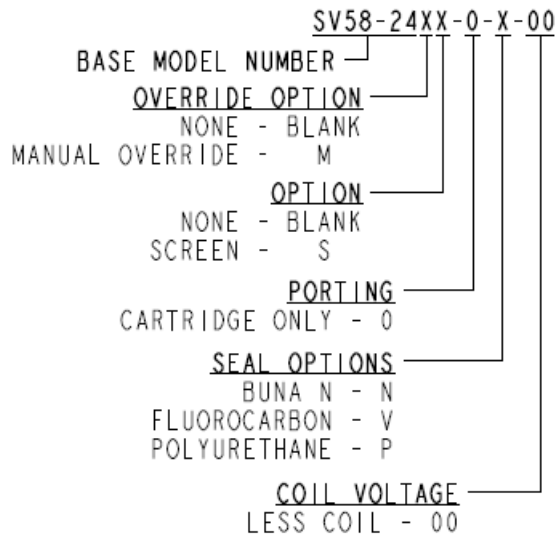 SV58-24XX-0-X-00
BASE MODEL NUMBER
OVERRIDE OPTION
NONE - BLANK
MANUAL OVERRIDE - M
OPTION
NONE - BLANK
SCREEN - S
PORTING
CARTRIDGE ONLY - 0
SEAL OPTIONS
BUNA N - N
FLUOROCARBON - V
POLYURETHANE - P
COIL VOLTAGE
LESS COIL - 00